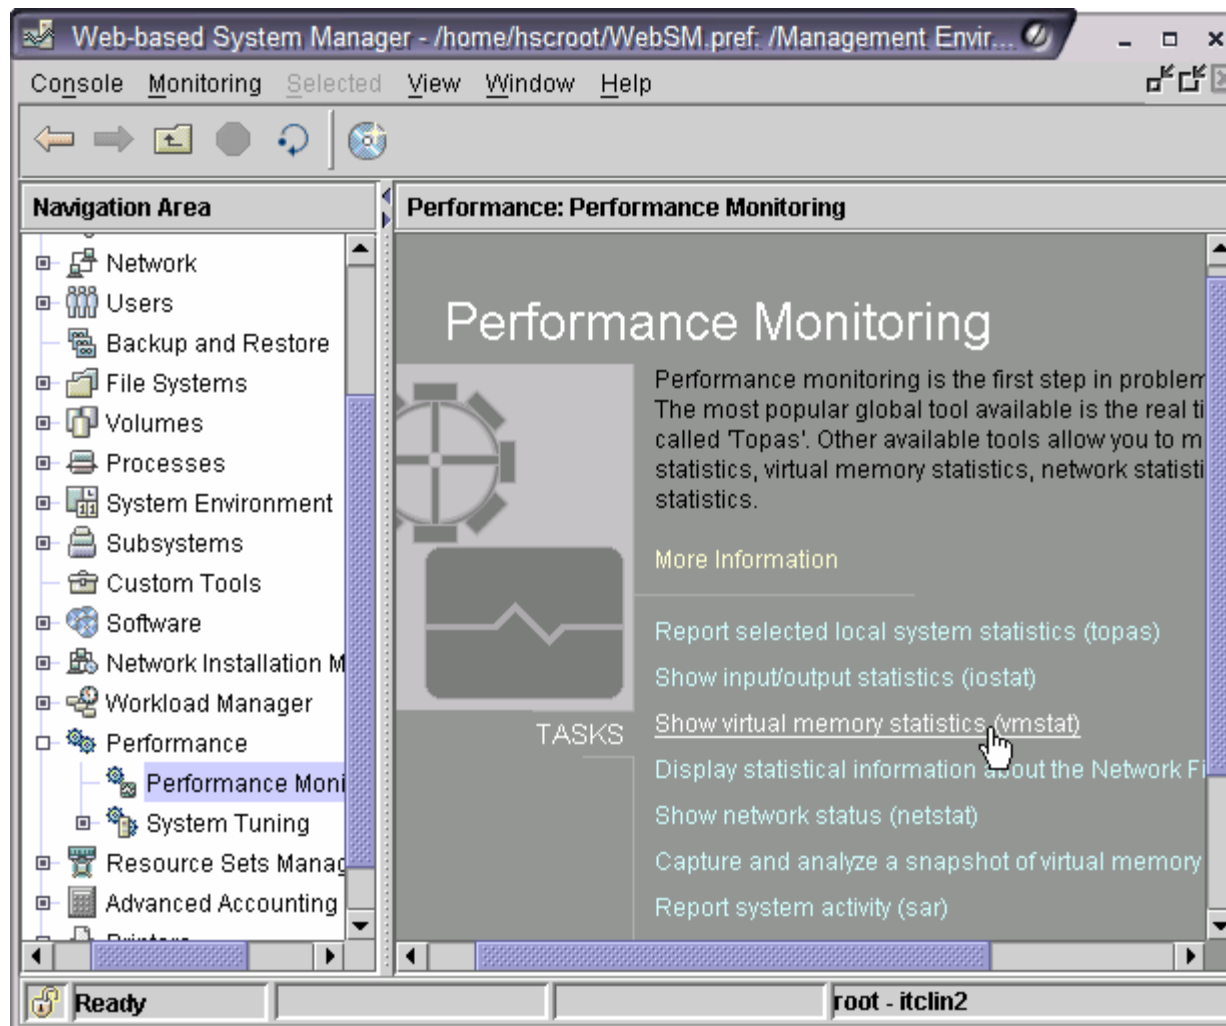 Web-based System Manager - /home/hscroot/WebSM.pref: /Management Envir...
Console Monitoring Selected View Window Help
Navigation Area
Network
Users
Backup and Restore
File Systems
Volumes
Processes
System Environment
Subsystems
Custom Tools
Software
Network Installation M
Workload Manager
Performance
Performance Moni
System Tuning
Resource Sets Manag
Advanced Accounting
Printers
Performance: Performance Monitoring
Performance Monitoring
Performance monitoring is the first step in problem
The most popular global tool available is the real ti
called 'Topas'. Other available tools allow you to m
statistics, virtual memory statistics, network statisti
statistics.
More Information
TASKS
Report selected local system statistics (topas)
Show input/output statistics (iostat)
Show virtual memory statistics (vmstat)
Display statistical information about the Network Fi
Show network status (netstat)
Capture and analyze a snapshot of virtual memory
Report system activity (sar)
Ready
root - itclin2